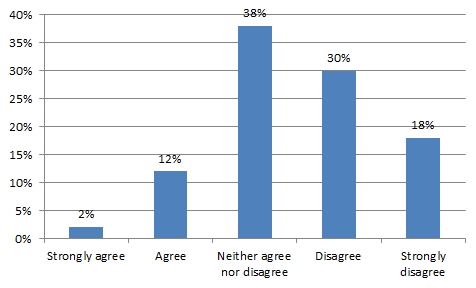 40%
35%
30%
25%
20%
15%
10%
5%
0%
2%
12%
38%
30%
18%
Strongly agree
Agree
Neither agree
nor disagree
Disagree
Strongly
disagree